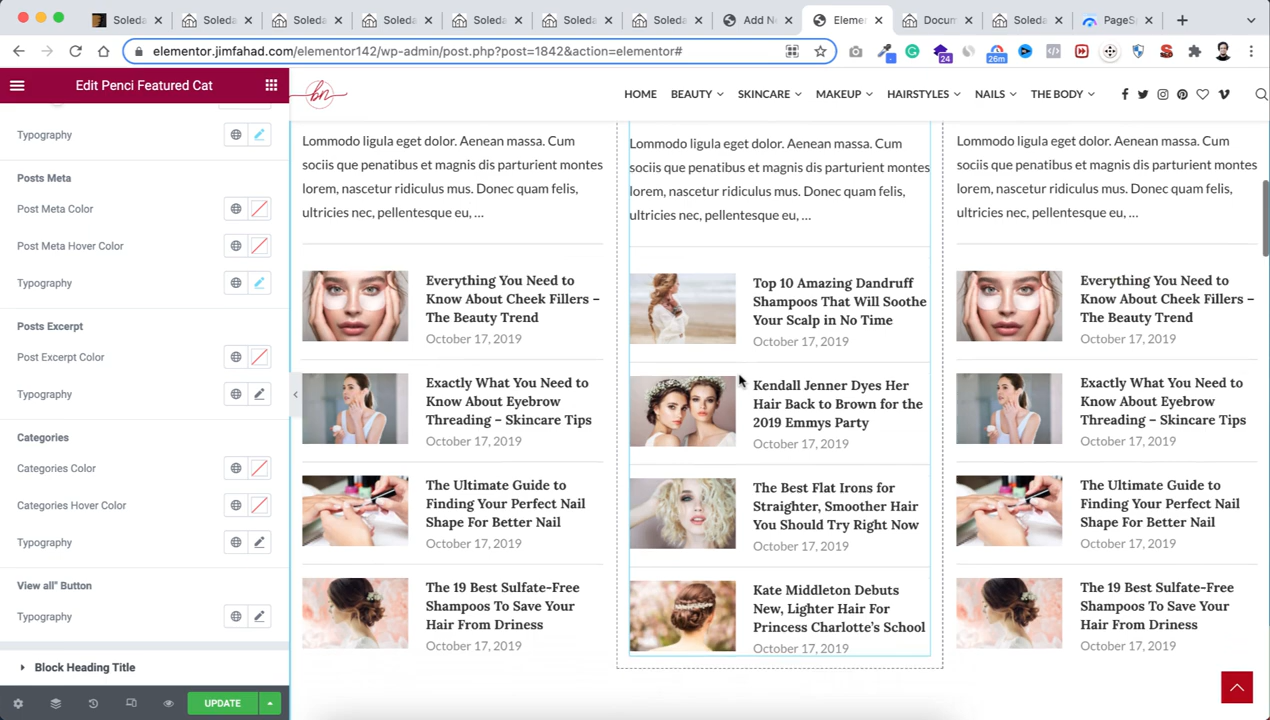 Soleda
Soleda
Soleda
Soleda
Soleda
Soleda
Soleda
Add N
Eleme
Docum
Soleda
PageS
elementor.jimfahad.com/elementor142/wp-admin/post.php?post=1842&action=elementor#
24
26m
Edit Penci Featured Cat
bn
HOME
BEAUTY
SKINCARE
MAKEUP
HAIRSTYLES
NAILS
THE BODY
Typography
Posts Meta
Post Meta Color
Post Meta Hover Color
Typography
Posts Excerpt
Post Excerpt Color
Typography
Categories
Categories Color
Categories Hover Color
Typography
View all" Button
Typography
Block Heading Title
UPDATE
Lommodo ligula eget dolor. Aenean massa. Cum
sociis que penatibus et magnis dis parturient montes
lorem, nascetur ridiculus mus. Donec quam felis,
ultricies nec, pellentesque eu, ...
Everything You Need to
Know About Cheek Fillers –
The Beauty Trend
October 17, 2019
Exactly What You Need to
Know About Eyebrow
Threading – Skincare Tips
October 17, 2019
The Ultimate Guide to
Finding Your Perfect Nail
Shape For Better Nail
October 17, 2019
The 19 Best Sulfate-Free
Shampoos To Save Your
Hair From Driness
October 17, 2019
Lommodo ligula eget dolor. Aenean massa. Cum
sociis que penatibus et magnis dis parturient montes
lorem, nascetur ridiculus mus. Donec quam felis,
ultricies nec, pellentesque eu, ...
Top 10 Amazing Dandruff
Shampoos That Will Soothe
Your Scalp in No Time
October 17, 2019
Kendall Jenner Dyes Her
Hair Back to Brown for the
2019 Emmys Party
October 17, 2019
The Best Flat Irons for
Straighter, Smoother Hair
You Should Try Right Now
October 17, 2019
Kate Middleton Debuts
New, Lighter Hair For
Princess Charlotte's School
October 17, 2019
Lommodo ligula eget dolor. Aenean massa. Cum
sociis que penatibus et magnis dis parturient montes
lorem, nascetur ridiculus mus. Donec quam felis,
ultricies nec, pellentesque eu, ...
Everything You Need to
Know About Cheek Fillers –
The Beauty Trend
October 17, 2019
Exactly What You Need to
Know About Eyebrow
Threading – Skincare Tips
October 17, 2019
The Ultimate Guide to
Finding Your Perfect Nail
Shape For Better Nail
October 17, 2019
The 19 Best Sulfate-Free
Shampoos To Save Your
Hair From Driness
October 17, 2019